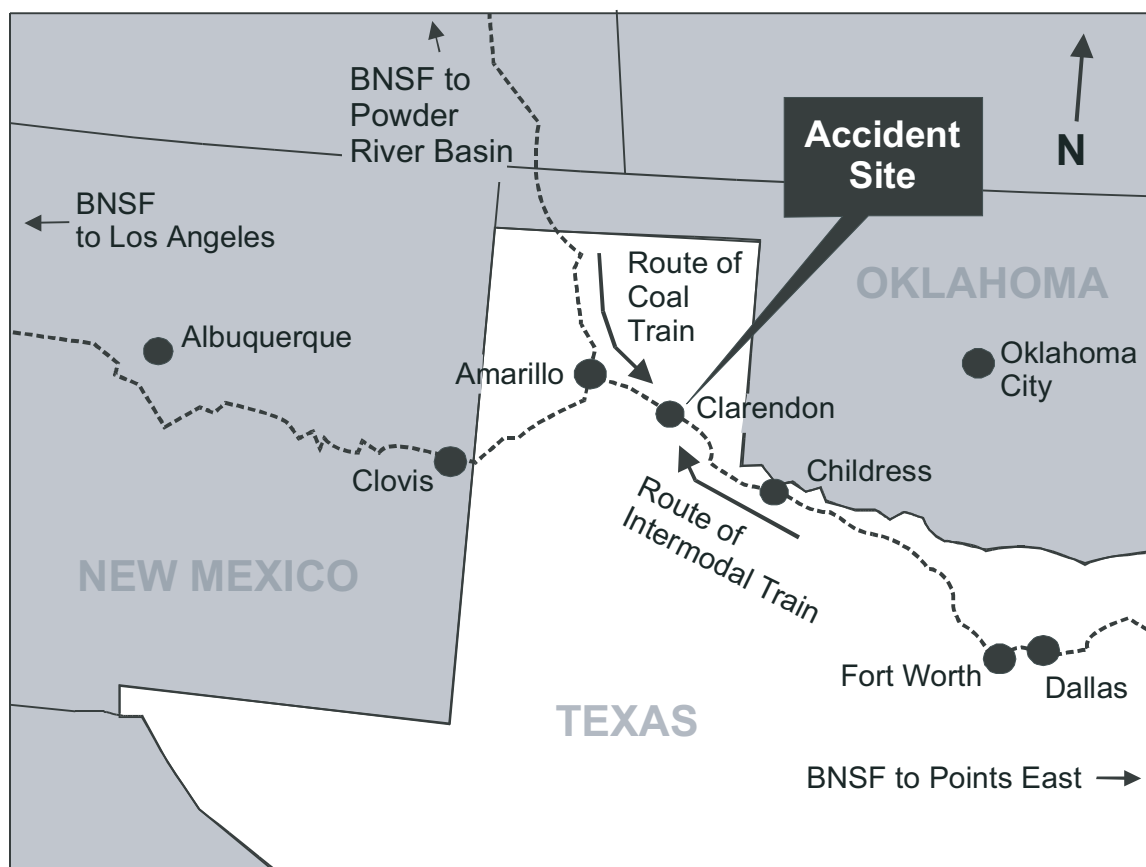 BNSF to
Powder
River Basin
N
Accident
Site
BNSF
to Los Angeles
Route of
Coal
Train
OKLAHOMA
Albuquerque
Amarillo
Oklahoma
City
Clarendon
Clovis
Childress
Route of
Intermodal Train
NEW MEXICO
Fort Worth
Dallas
TEXAS
BNSF to Points East